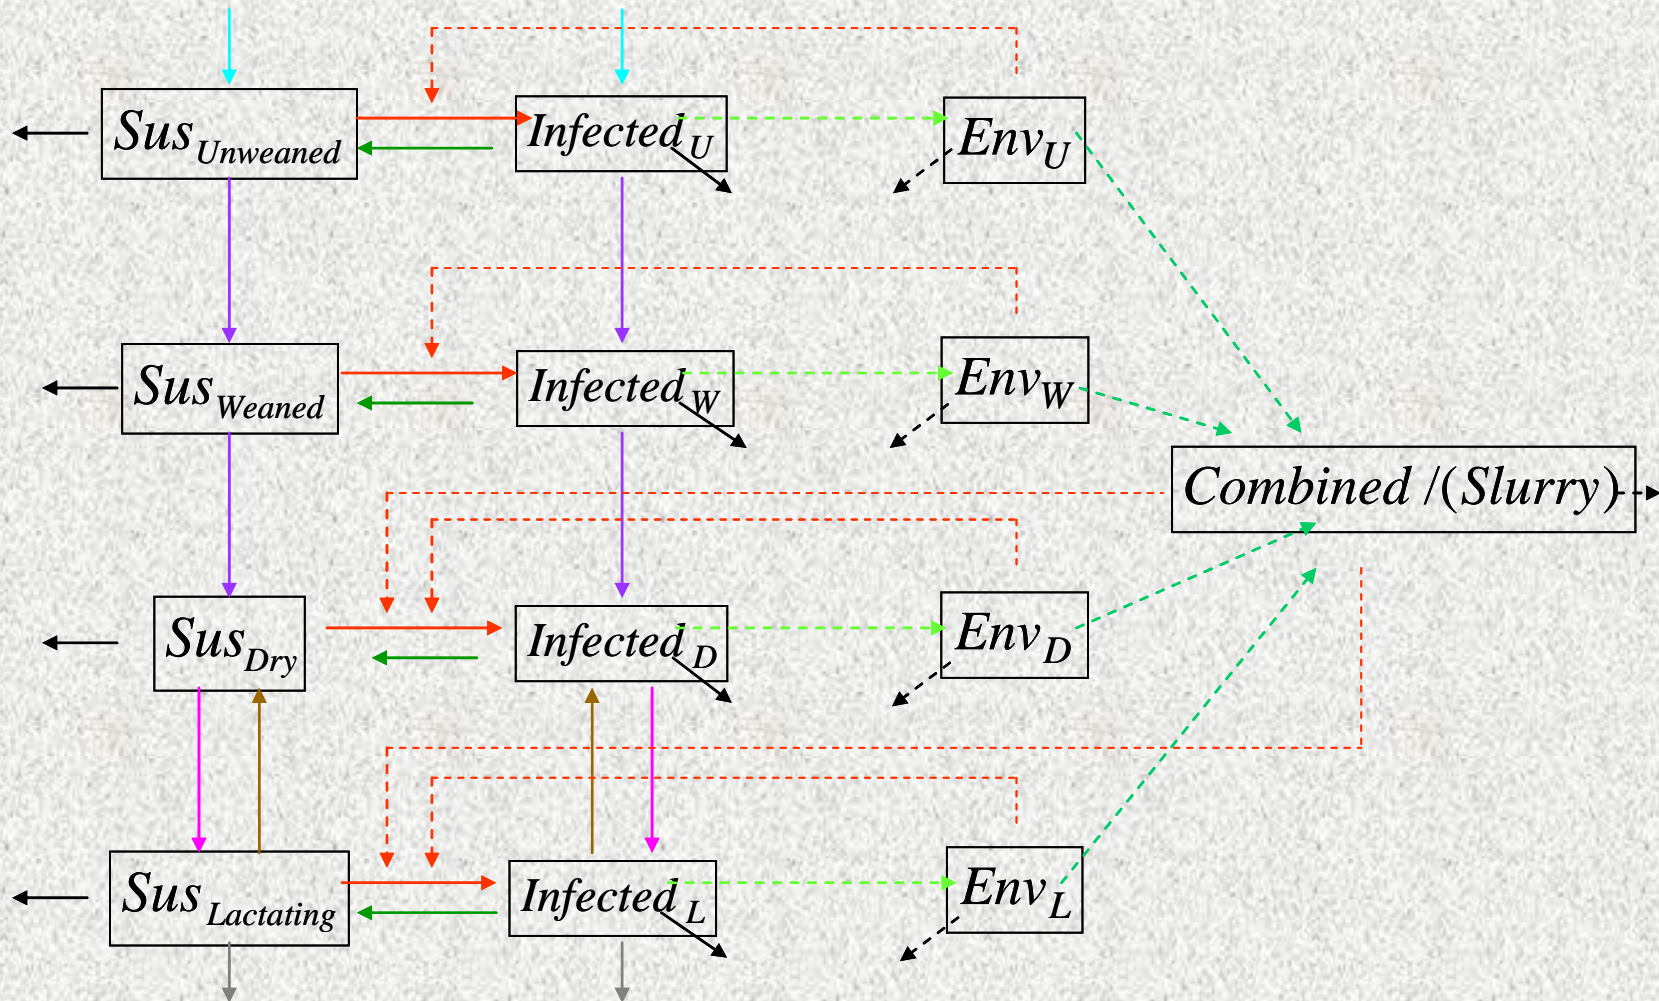 Sus Unweaned
Infected U
Env U
Sus Weaned
Infected W
Env W
Combined /(Slurry)
Sus Dry
Infected D
Env D
Sus Lactating
Infected L
Env L